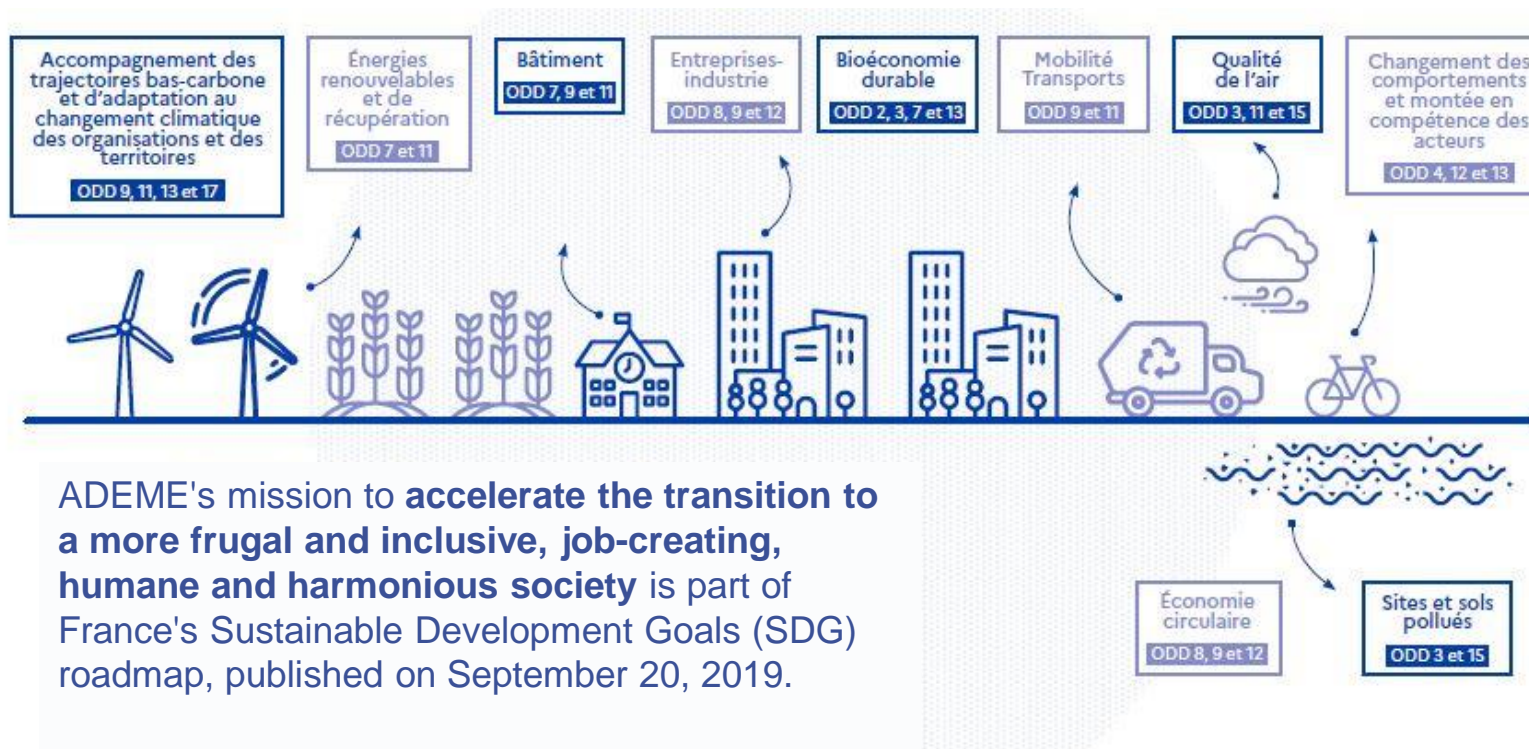 Accompagnement des
trajectoires bas-carbone
et d'adaptation au
changement climatique
des organisations et des
territoires
ODD 9, 11, 13 et 17
Énergies
renouvelables
et de
récupération
ODD 7 et 11
Bâtiment
ODD 7, 9 et 11
Entreprises-
industrie
ODD 8, 9 et 12
Bioéconomie
durable
ODD 2, 3, 7 et 13
Mobilité
Transports
ODD 9 et 11
Qualité
de l'air
ODD 3, 11 et 15
Changement des
comportements
et montée en
compétence des
acteurs
ODD 4, 12 et 13
ADEME's mission to accelerate the transition to
a more frugal and inclusive, job-creating,
humane and harmonious society is part of
France's Sustainable Development Goals (SDG)
roadmap, published on September 20, 2019.
Économie
circulaire
ODD 8, 9 et 12
Sites et sols
pollués
ODD 3 et 15